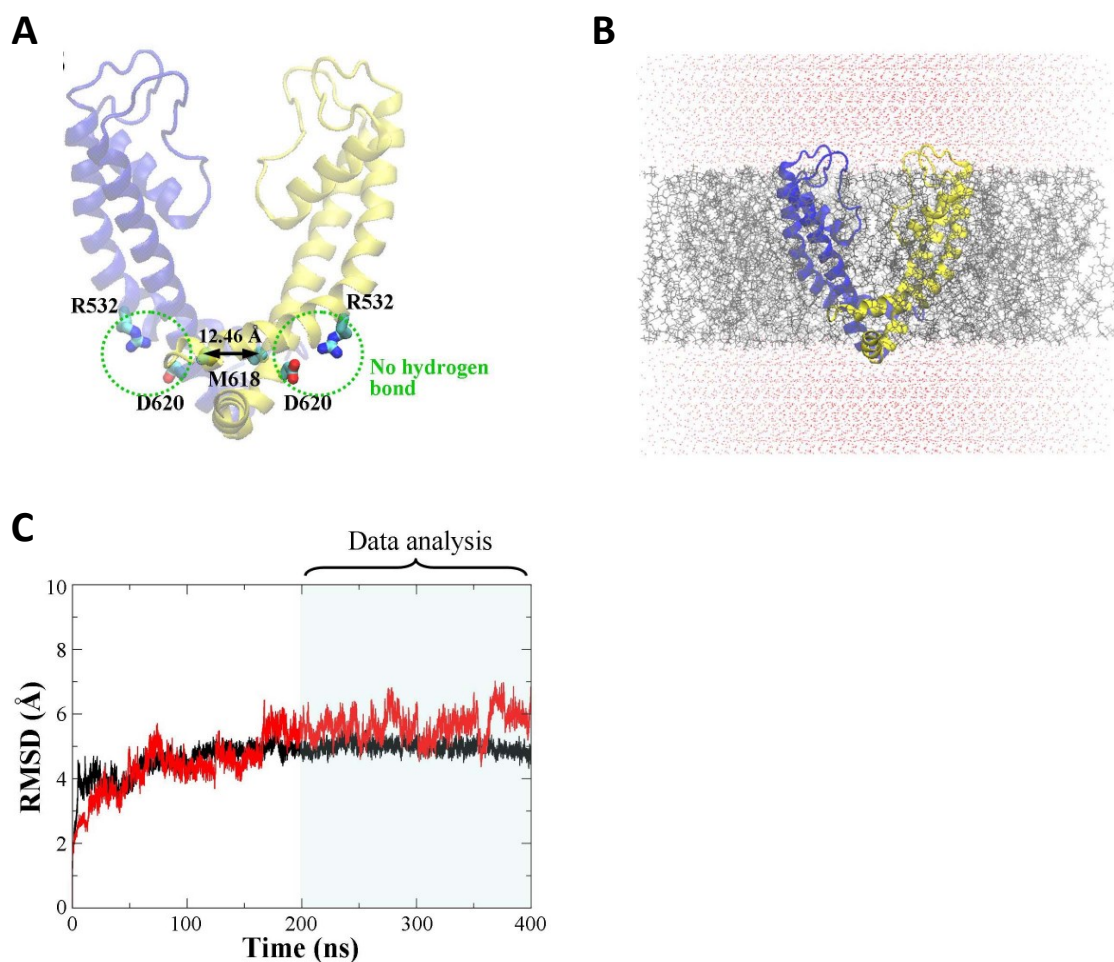 A
B
R532
R532
12.46 Å
No hydrogen
bond
M618
D620
D620
C
Data analysis
10
8
6
4
2
0
RMSD (Å)
0
100
200
300
400
Time (ns)